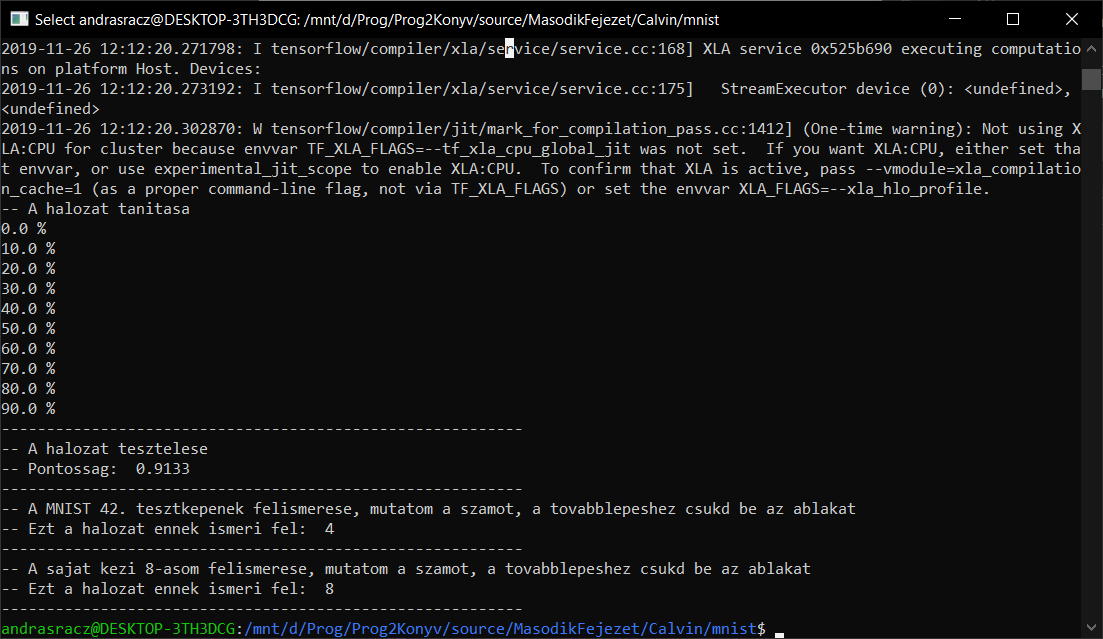 Select andrasracz@DESKTOP-3TH3DCG: /mnt/d/Prog/Prog2Konyv/source/MasodikFejezet/Calvin/mnist
2019-11-26 12:12:20.271798: I tensorflow/compiler/xla/service/service.cc:168] XLA service 0x525b690 executing computatio
ns on platform Host. Devices:
2019-11-26 12:12:20.273192: I tensorflow/compiler/xla/service/service.cc:175]   StreamExecutor device (0): <undefined>,
<undefined>
2019-11-26 12:12:20.302870: W tensorflow/compiler/jit/mark_for_compilation_pass.cc:1412] (One-time warning): Not using X
LA:CPU for cluster because envvar TF_XLA_FLAGS=--tf_xla_cpu_global_jit was not set.  If you want XLA:CPU, either set tha
t envvar, or use experimental_jit_scope to enable XLA:CPU.  To confirm that XLA is active, pass --vmodule=xla_compilatio
n_cache=1 (as a proper command-line flag, not via TF_XLA_FLAGS) or set the envvar XLA_FLAGS=--xla_hlo_profile.
-- A halozat tanitasa
0.0 %
10.0 %
20.0 %
30.0 %
40.0 %
50.0 %
60.0 %
70.0 %
80.0 %
90.0 %
----------------------------------------------------------
-- A halozat tesztelese
-- Pontossag:  0.9133
----------------------------------------------------------
-- A MNIST 42. tesztkepenek felismerese, mutatom a szamot, a tovabblepeshez csukd be az ablakat
-- Ezt a halozat ennek ismeri fel:  4
----------------------------------------------------------
-- A sajat kezi 8-asom felismerese, mutatom a szamot, a tovabblepeshez csukd be az ablakat
-- Ezt a halozat ennek ismeri fel:  8
----------------------------------------------------------
andrasracz@DESKTOP-3TH3DCG:/mnt/d/Prog/Prog2Konyv/source/MasodikFejezet/Calvin/mnist$